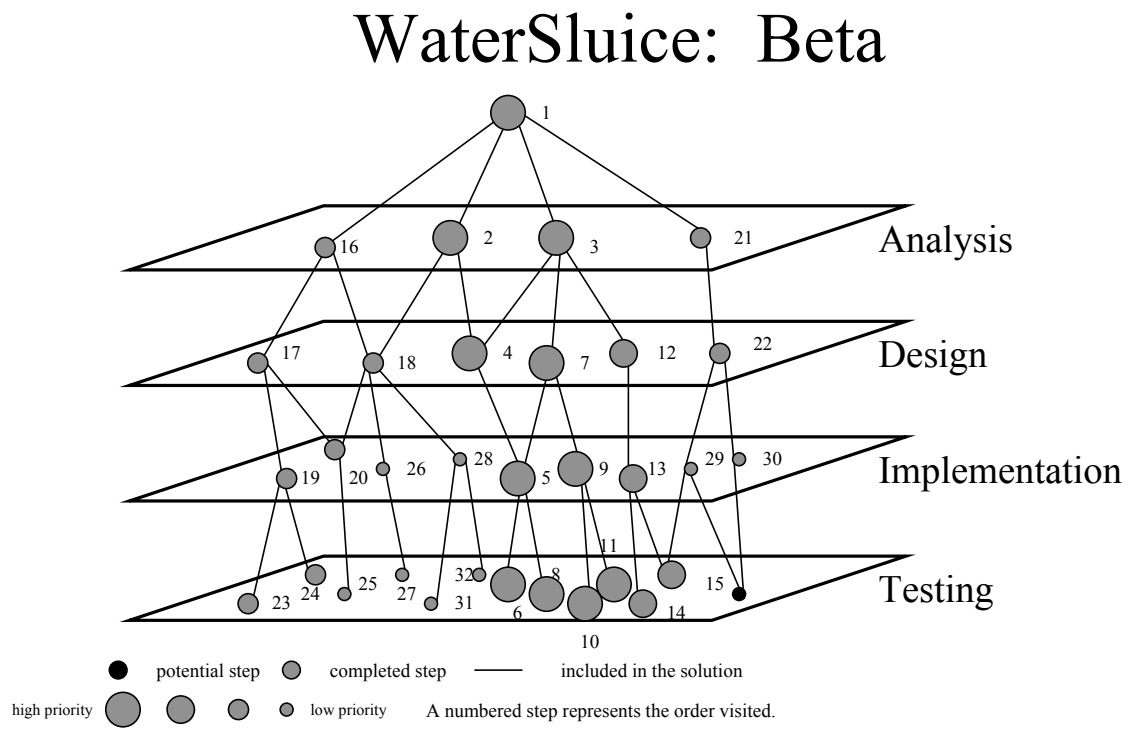 WaterSluice: Beta
1
16
2
3
21
Analysis
17
18
4
7
12
22
Design
19
20
26
28
5
9
13
29
30
Implementation
11
23
24
25
27
31
32
6
8
14
15
Testing
10
potential step
completed step
included in the solution
high priority
low priority
A numbered step represents the order visited.